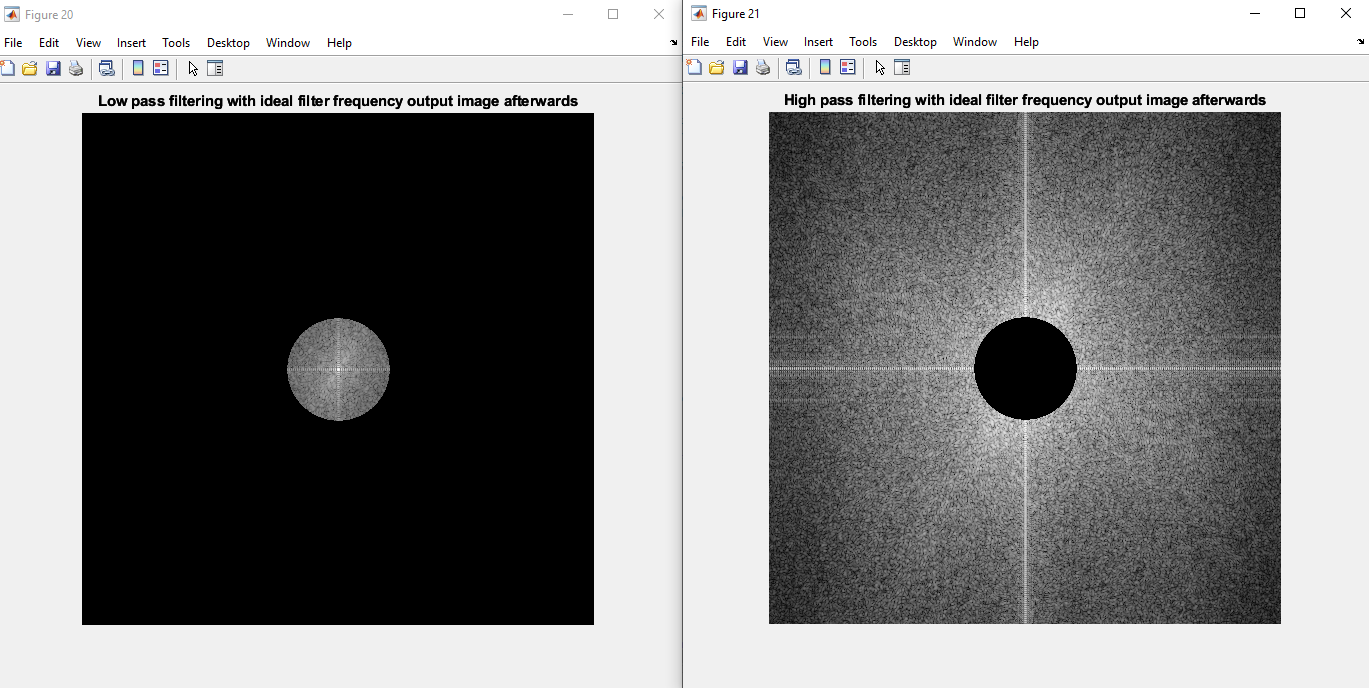 Figure 20
File Edit View Insert Tools Desktop Window Help
Low pass filtering with ideal filter frequency output image afterwards
Figure 21
File Edit View Insert Tools Desktop Window Help
High pass filtering with ideal filter frequency output image afterwards